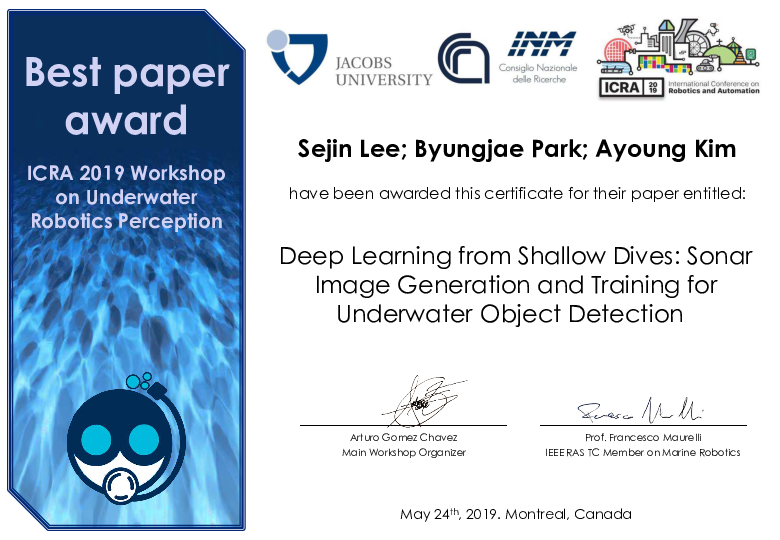 Best paper
award
ICRA 2019 Workshop
on Underwater
Robotics Perception
JACOBS
UNIVERSITY
INM
Consiglio Nazionale
delle Ricerche
ICRA 2019
International Conference on
Robotics and Automation
Sejin Lee; Byungjae Park; Ayoung Kim
have been awarded this certificate for their paper entitled:
Deep Learning from Shallow Dives: Sonar
Image Generation and Training for
Underwater Object Detection
Arturo Gomez Chavez
Main Workshop Organizer
Prof. Francesco Maurelli
IEEE RAS TC Member on Marine Robotics
May 24th, 2019. Montreal, Canada